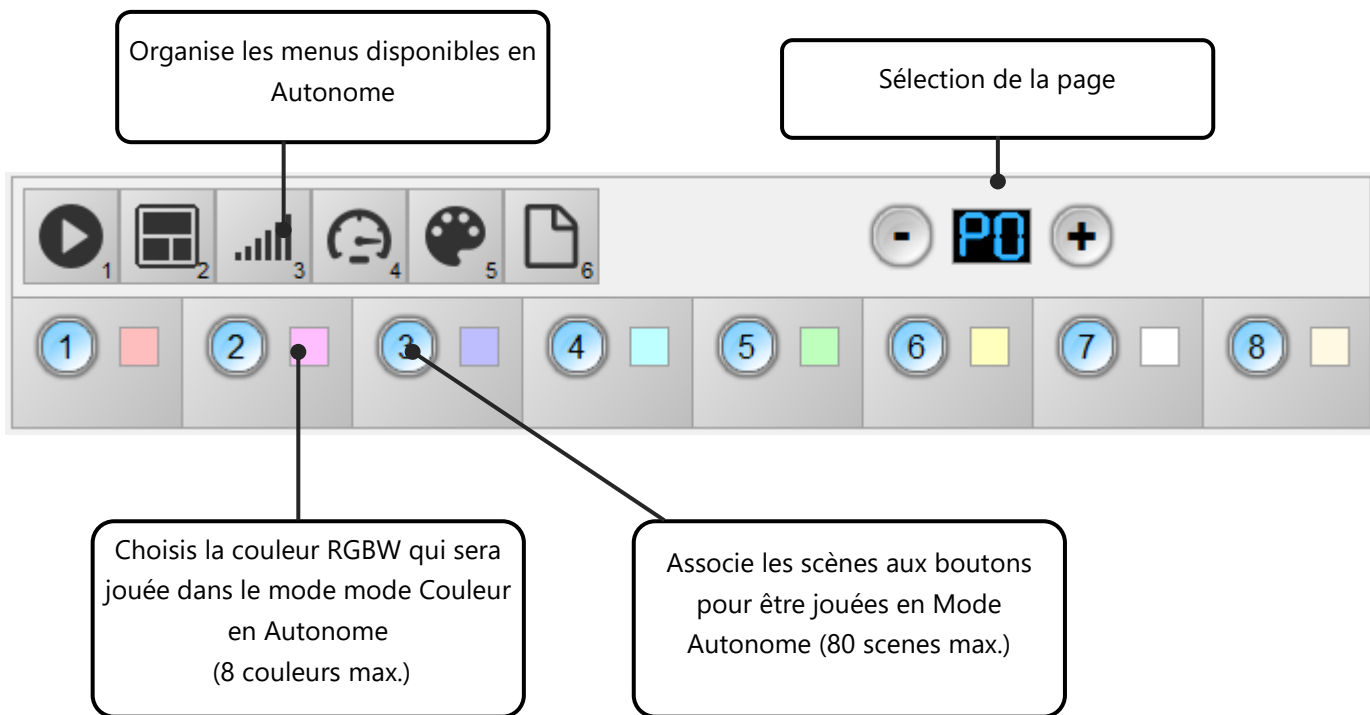 Organise les menus disponibles en
Autonome
Sélection de la page
1 2 3 4 5 6
- P0 +
1 2 3 4 5 6 7 8
Choisis la couleur RGBW qui sera
jouée dans le mode mode Couleur
en Autonome
(8 couleurs max.)
Associe les scènes aux boutons
pour être jouées en Mode
Autonome (80 scenes max.)